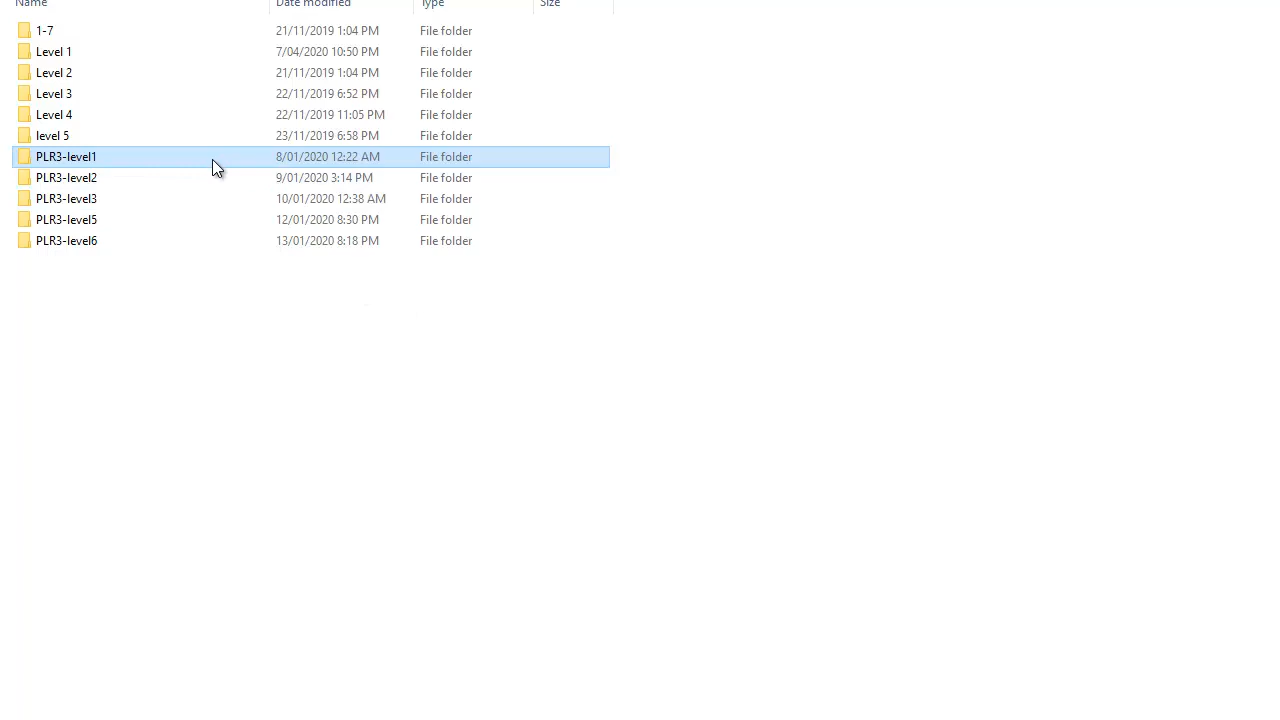 Name Date modified Type Size
1-7 21/11/2019 1:04 PM File folder
Level 1 7/04/2020 10:50 PM File folder
Level 2 21/11/2019 1:04 PM File folder
Level 3 22/11/2019 6:52 PM File folder
Level 4 22/11/2019 11:05 PM File folder
level 5 23/11/2019 6:58 PM File folder
PLR3-level1 8/01/2020 12:22 AM File folder
PLR3-level2 9/01/2020 3:14 PM File folder
PLR3-level3 10/01/2020 12:38 AM File folder
PLR3-level5 12/01/2020 8:30 PM File folder
PLR3-level6 13/01/2020 8:18 PM File folder